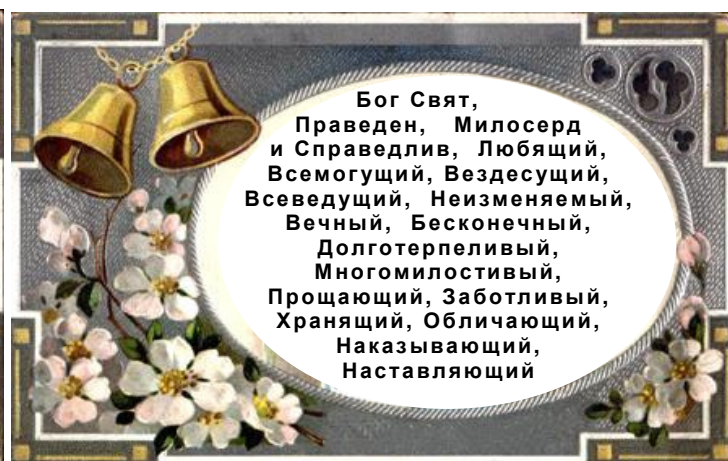 Бог Свят,
Праведен, Милосерд
и Справедлив, Любящий,
Всемогущий, Вездесущий,
Всеведущий, Неизменяемый,
Вечный, Бесконечный,
Долготерпеливый,
Многомилостивый,
Прощающий, Заботливый,
Хранящий, Обличающий,
Наказывающий,
Наставляющий